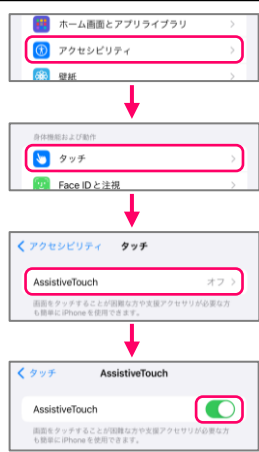 ホーム画面とアプリライブラリ
アクセシビリティ
壁紙
身体機能および動作
タッチ
Face IDと注視
アクセシビリティ タッチ
AssistiveTouch オフ
画面をタッチすることが困難な方や支援アクセサリが必要な方
も簡単にiPhoneを使用できます。
タッチ AssistiveTouch
AssistiveTouch
画面をタッチすることが困難な方や支援アクセサリが必要な方
も簡単にiPhoneを使用できます。